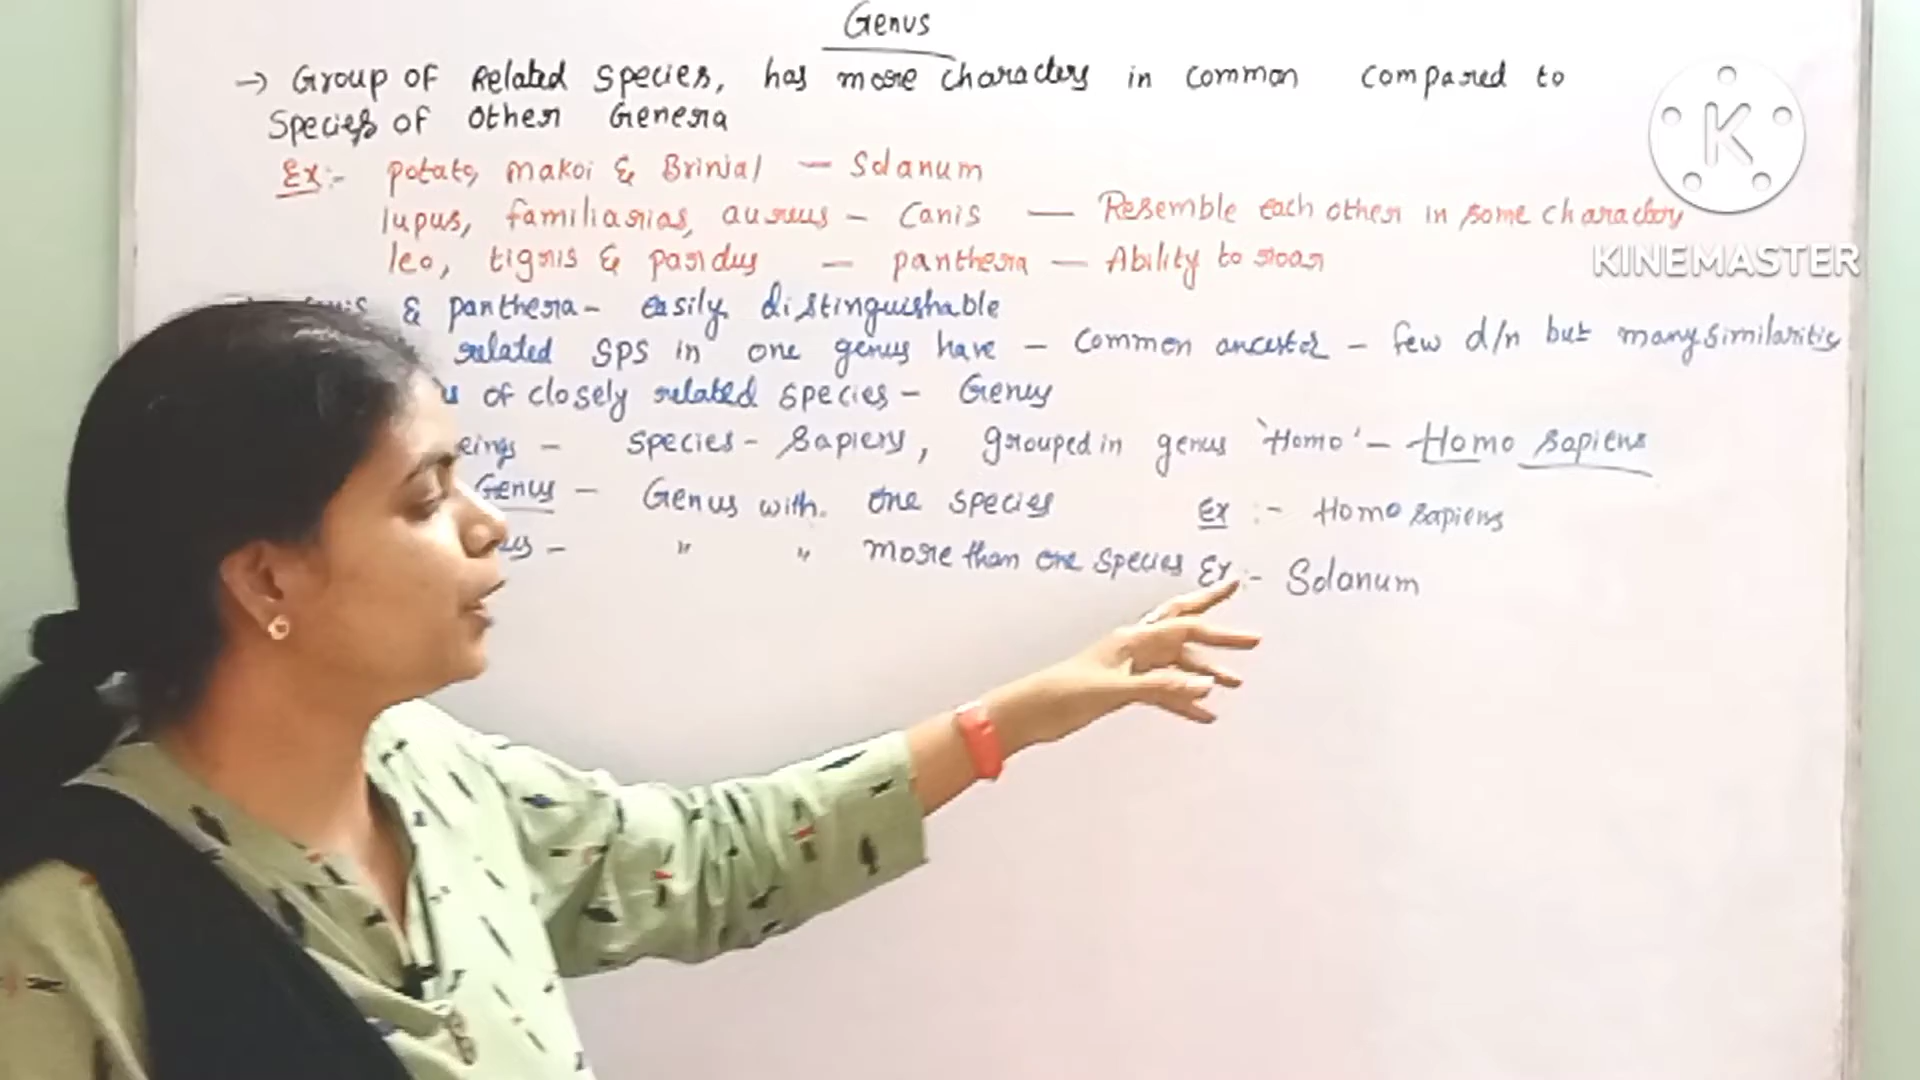 Genus
→ Group of Related Species, has more characters in common compared to
Species of Other Genera
Ex:- potato, makoi & Brinjal — Solanum
lupus, familiarias, aureus - Canis — Resemble each other in some character
leo, tigris & pardus — panthera — Ability to roar
& panthera - easily distinguishable
related SPS in one genus have - Common ancestor - few d/n but many similarities
of closely related species - Genus
eings - species - Sapiens, grouped in genus 'Homo' - Homo sapiens
Genus - Genus with one species Ex :- Homo sapiens
us - " " more than one species Ex :- Solanum
K
KINEMASTER